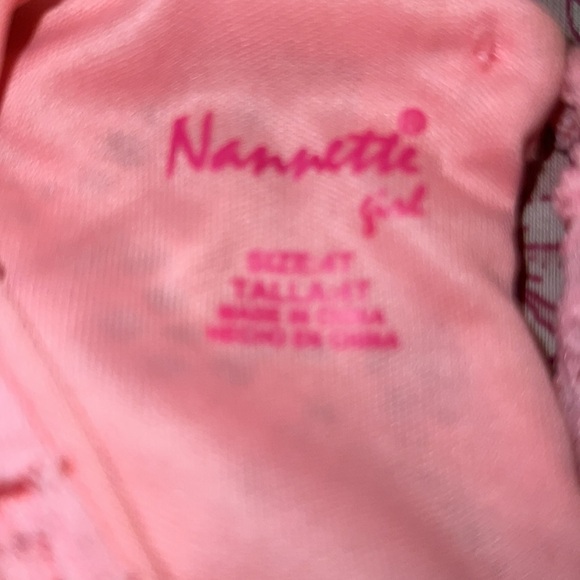 Nannette
girl
SIZE:4T
TALLA:4T
MADE IN CHINA
HECHO EN CHINA